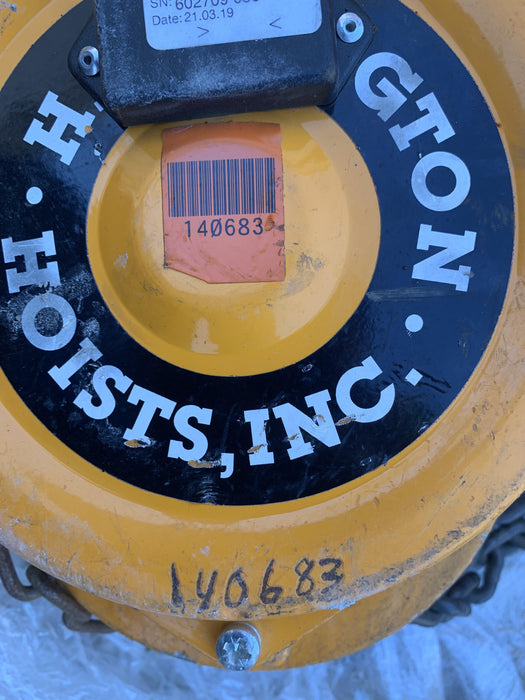 Date: 21.03.19
> <
140683
H
GTON
HOISTS, INC.
140683